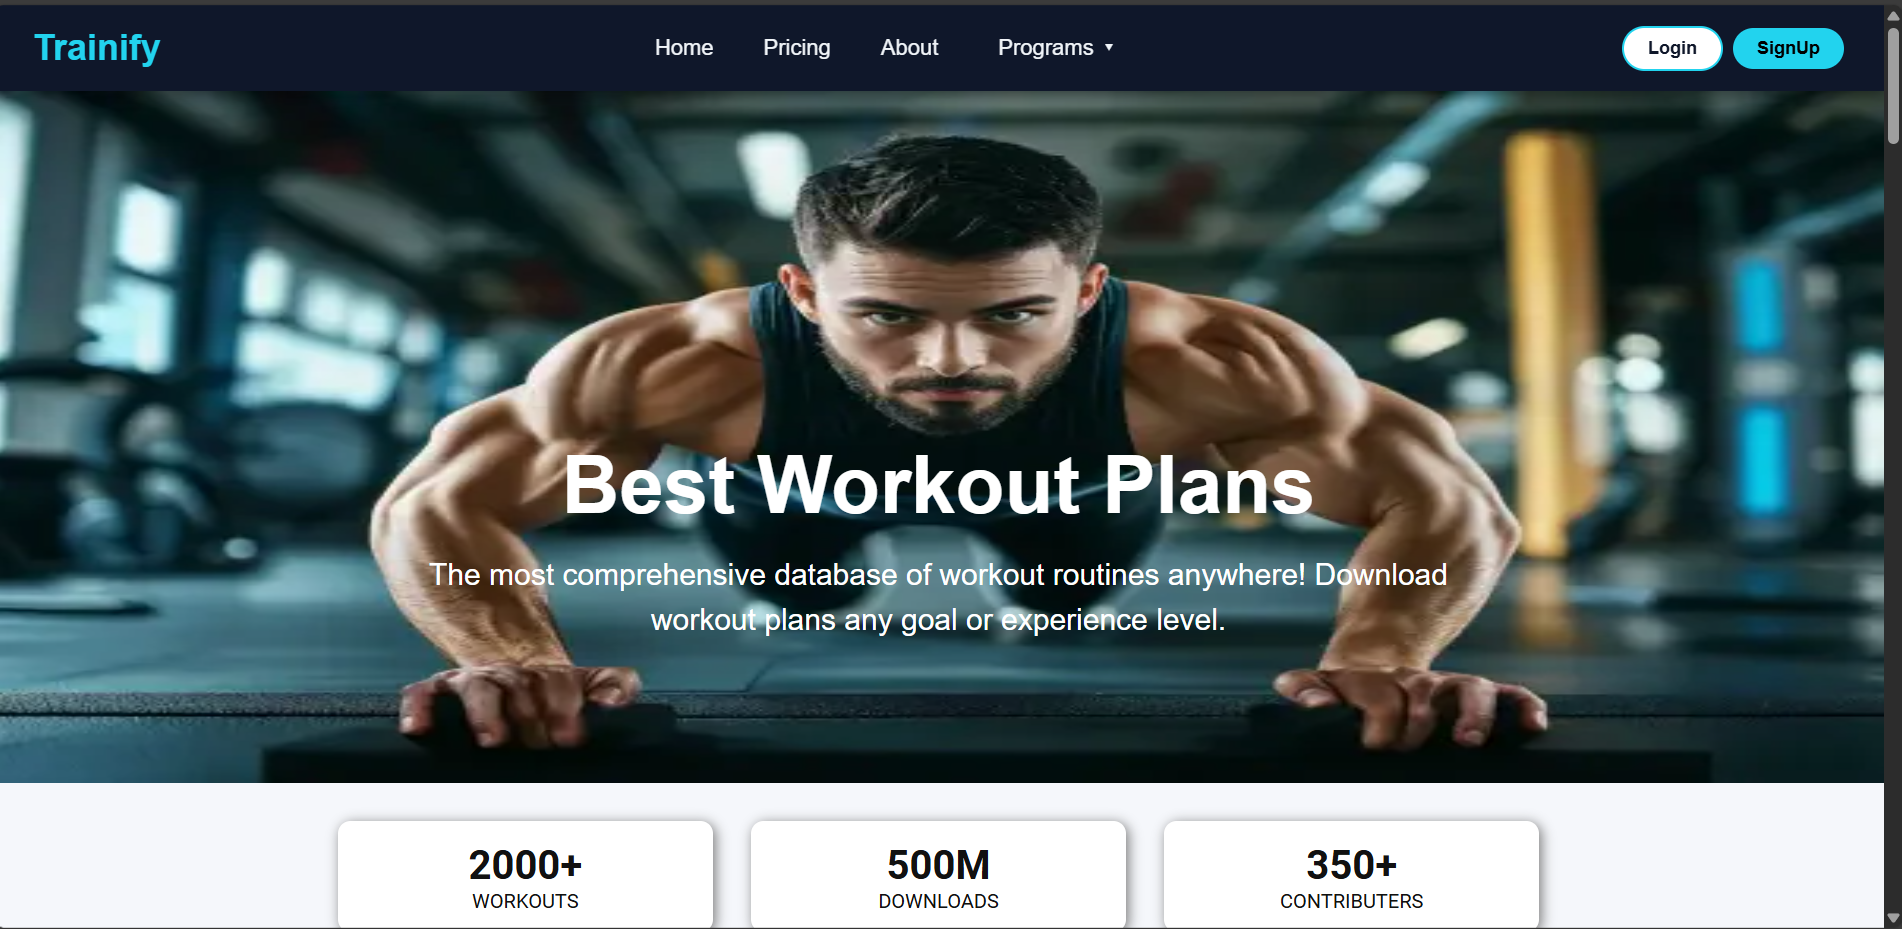 Trainify
Home
Pricing
About
Programs ▼
Login
SignUp
Best Workout Plans
The most comprehensive database of workout routines anywhere! Download
workout plans any goal or experience level.
2000+
WORKOUTS
500M
DOWNLOADS
350+
CONTRIBUTERS